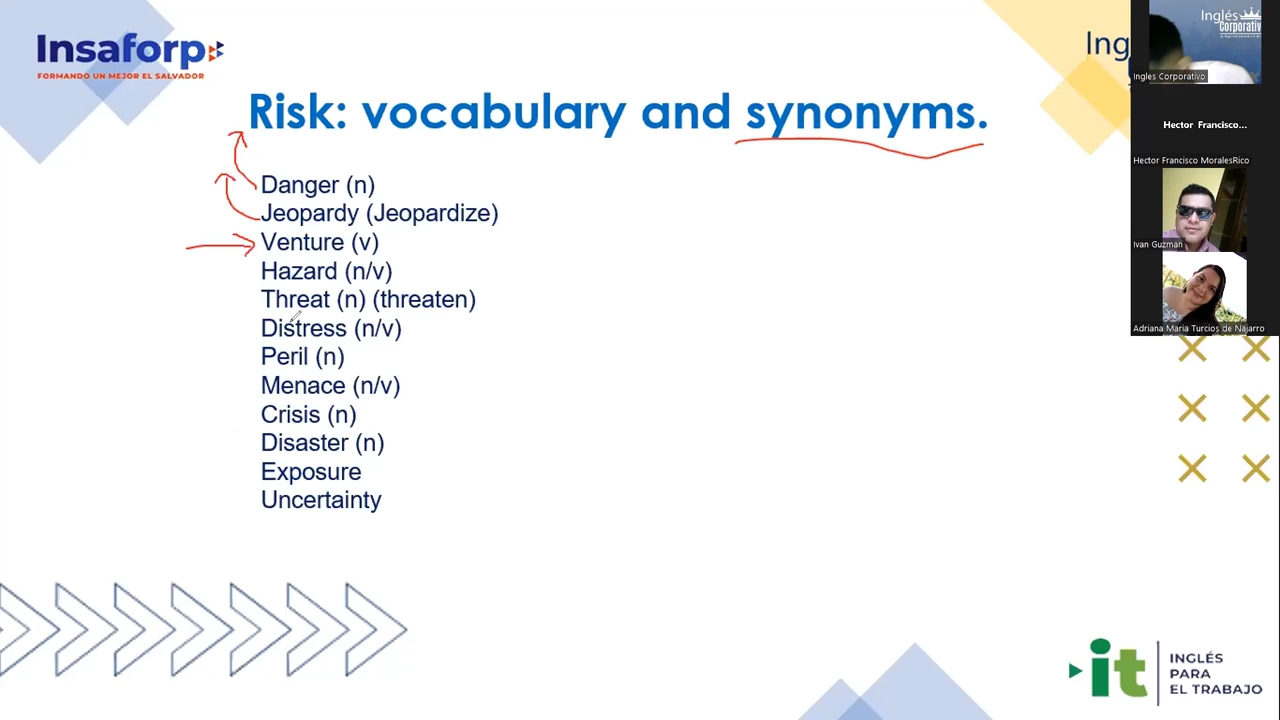 Insaforp
FORMANDO UN MEJOR EL SALVADOR
Ing
Risk: vocabulary and synonyms.
Danger (n)
Jeopardy (Jeopardize)
Venture (v)
Hazard (n/v)
Threat (n) (threaten)
Distress (n/v)
Peril (n)
Menace (n/v)
Crisis (n)
Disaster (n)
Exposure
Uncertainty
Inglés
Corporativ
Ingles Corporativo
Hector Francisco...
Hector Francisco MoralesRico
Ivan Guzman
Adriana Maria Turcios de Najarro
it
INGLÉS
PARA
EL TRABAJO